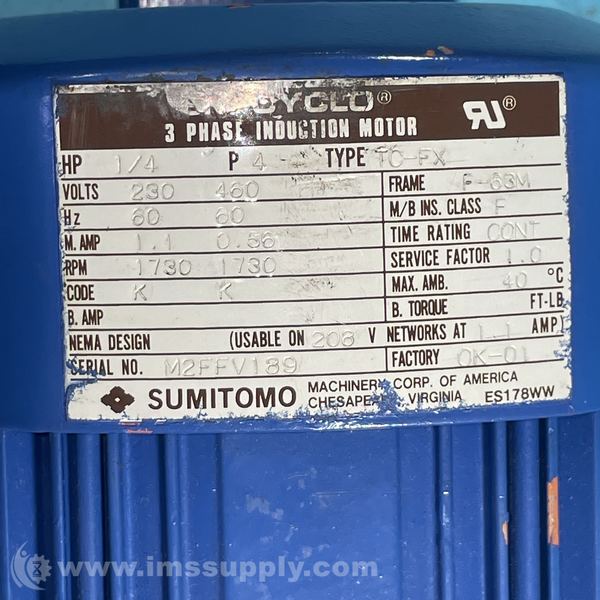 CYCLO®
3 PHASE INDUCTION MOTOR
HP 1/4 P 4 TYPE TC-FX
VOLTS 230 460
FRAME F-63M
Hz 60 60
M/B INS. CLASS F
M. AMP 1.1 0.56
TIME RATING CONT
RPM 1730 1730
SERVICE FACTOR 1.0
CODE K K
MAX. AMB. 40 °C
B. AMP
B. TORQUE FT-LB
NEMA DESIGN (USABLE ON 208 V NETWORKS AT 1.1 AMP)
SERIAL NO. M2FFV189
FACTORY OK-01
SUMITOMO MACHINERY CORP. OF AMERICA
CHESAPEAKE, VIRGINIA ES178WW
www.imssupply.com